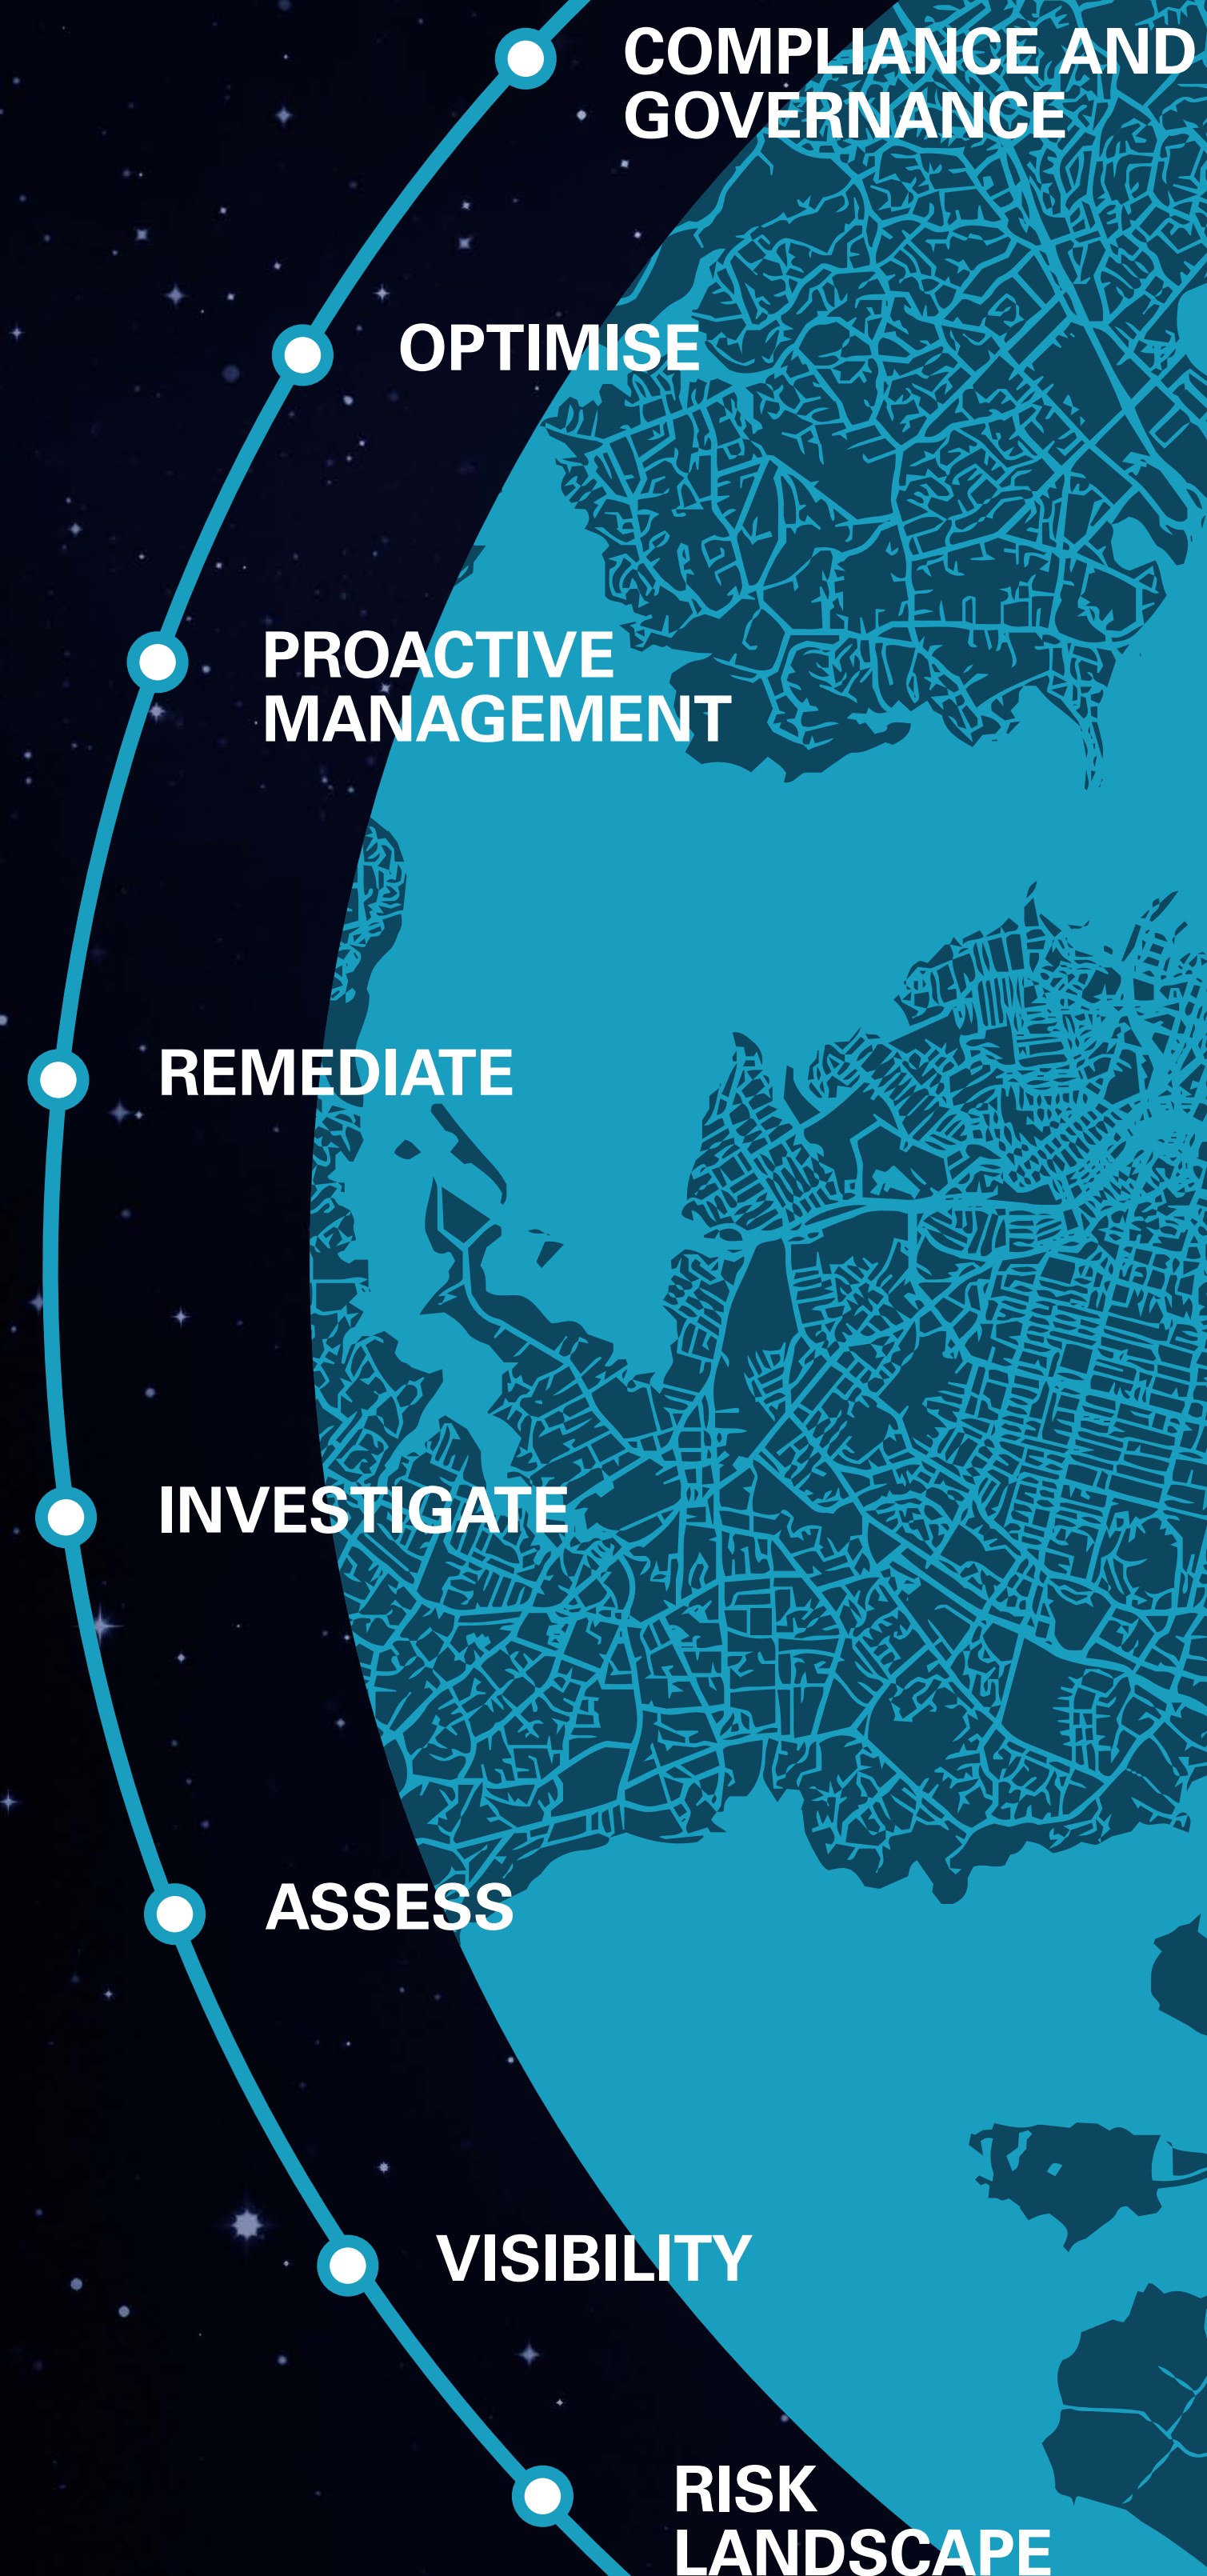 COMPLIANCE AND
GOVERNANCE
OPTIMISE
PROACTIVE
MANAGEMENT
REMEDIATE
INVESTIGATE
ASSESS
VISIBILITY
RISK
LANDSCAPE